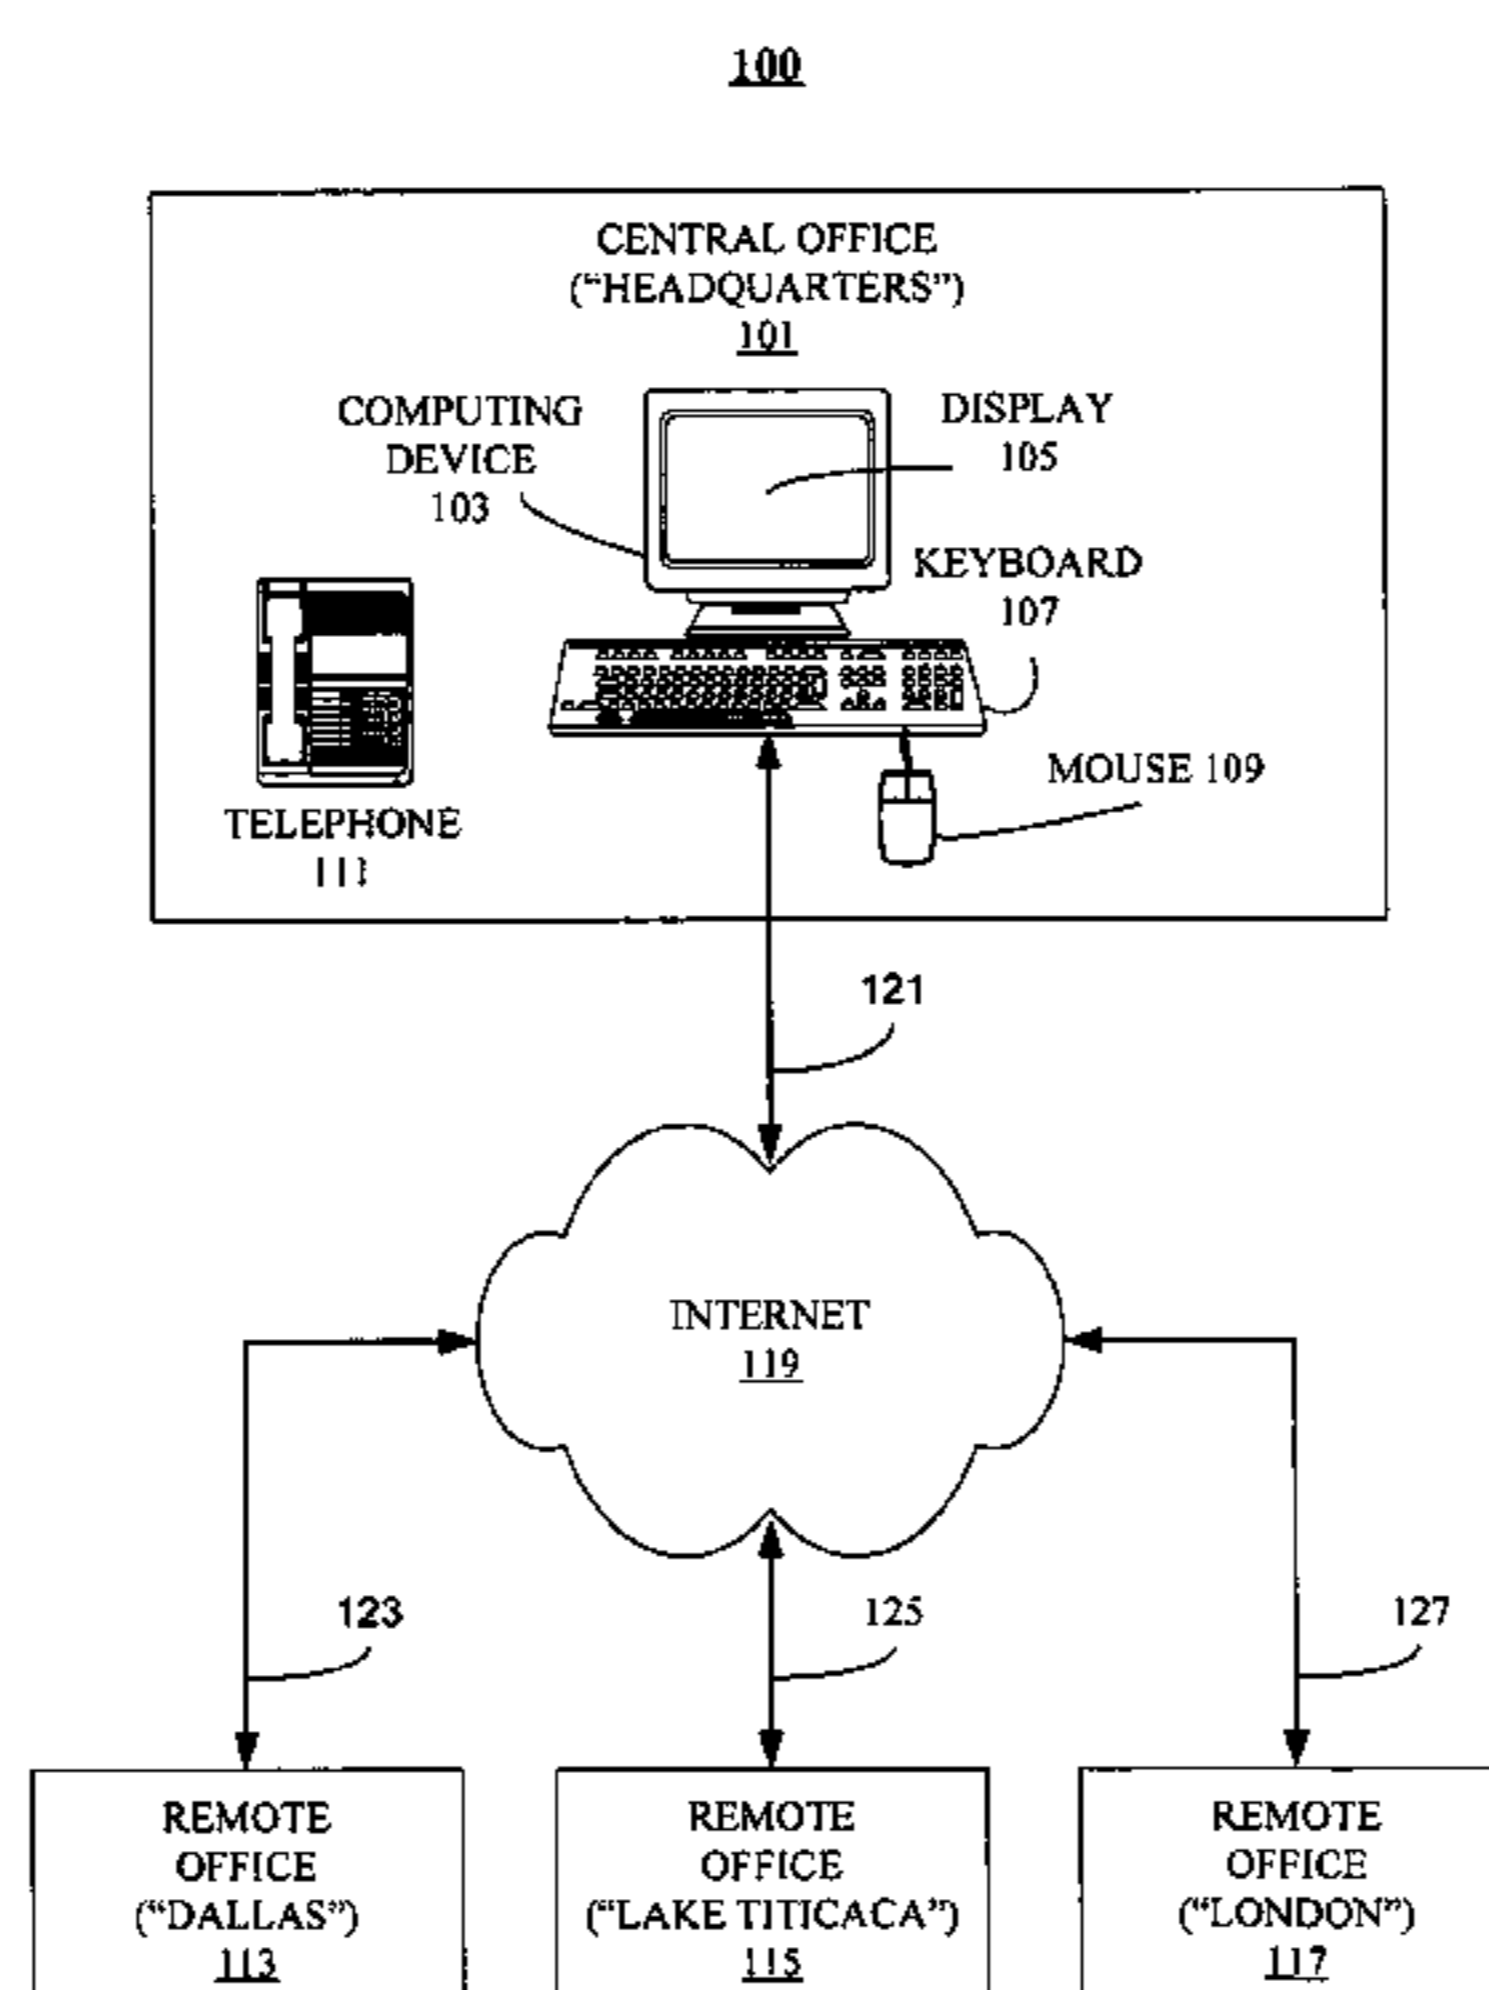 100
CENTRAL OFFICE
("HEADQUARTERS")
101
COMPUTING
DEVICE
103
DISPLAY
105
KEYBOARD
107
MOUSE 109
TELEPHONE
111
121
INTERNET
119
123
125
127
REMOTE
OFFICE
("DALLAS")
113
REMOTE
OFFICE
("LAKE TITICACA")
115
REMOTE
OFFICE
("LONDON")
117